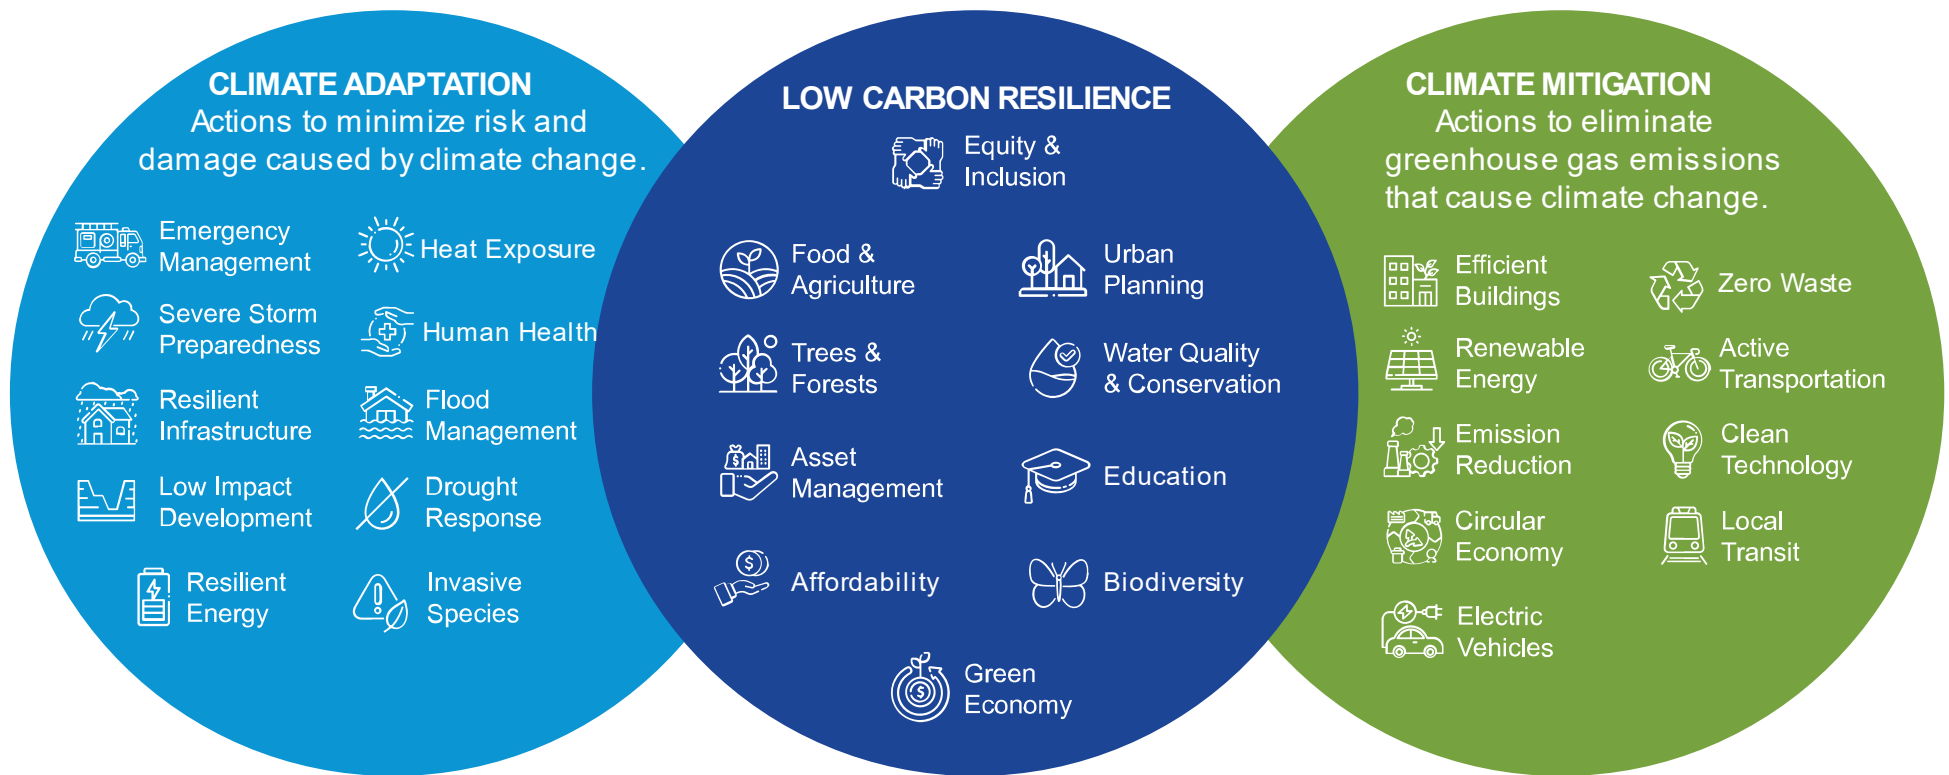 CLIMATE ADAPTATION
Actions to minimize risk and
damage caused by climate change.
Emergency
Management
Heat Exposure
Severe Storm
Preparedness
Human Health
Resilient
Infrastructure
Flood
Management
Low Impact
Development
Drought
Response
Resilient
Energy
Invasive
Species
LOW CARBON RESILIENCE
Equity &
Inclusion
Food &
Agriculture
Urban
Planning
Trees &
Forests
Water Quality
& Conservation
Asset
Management
Education
Affordability
Biodiversity
Green
Economy
CLIMATE MITIGATION
Actions to eliminate
greenhouse gas emissions
that cause climate change.
Efficient
Buildings
Zero Waste
Renewable
Energy
Active
Transportation
Emission
Reduction
Clean
Technology
Circular
Economy
Local
Transit
Electric
Vehicles